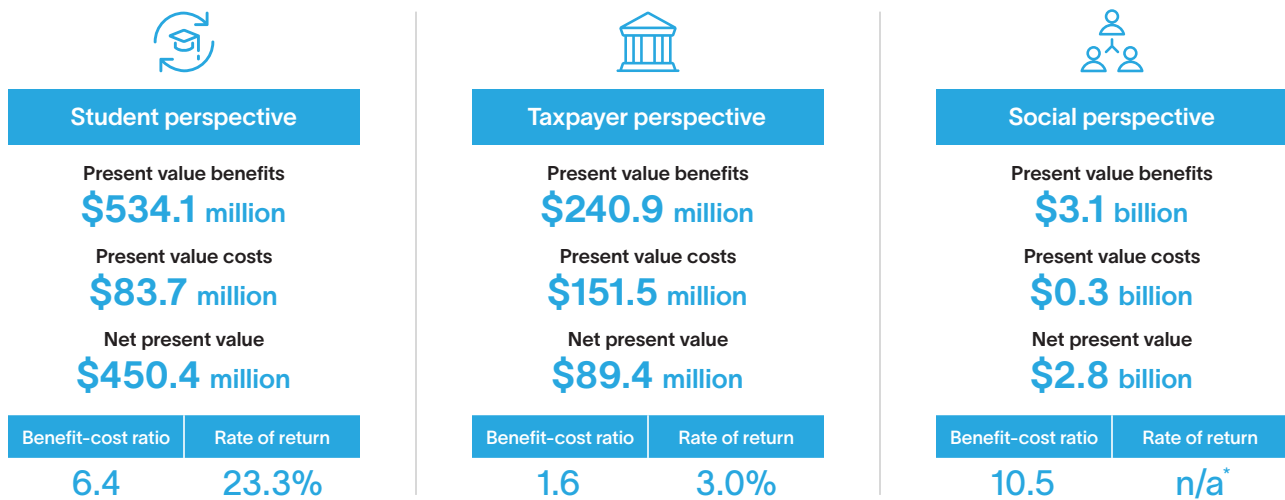 Student perspective
Present value benefits
$534.1 million
Present value costs
$83.7 million
Net present value
$450.4 million
Benefit-cost ratio
Rate of return
6.4
23.3%
Taxpayer perspective
Present value benefits
$240.9 million
Present value costs
$151.5 million
Net present value
$89.4 million
Benefit-cost ratio
Rate of return
1.6
3.0%
Social perspective
Present value benefits
$3.1 billion
Present value costs
$0.3 billion
Net present value
$2.8 billion
Benefit-cost ratio
Rate of return
10.5
n/a*